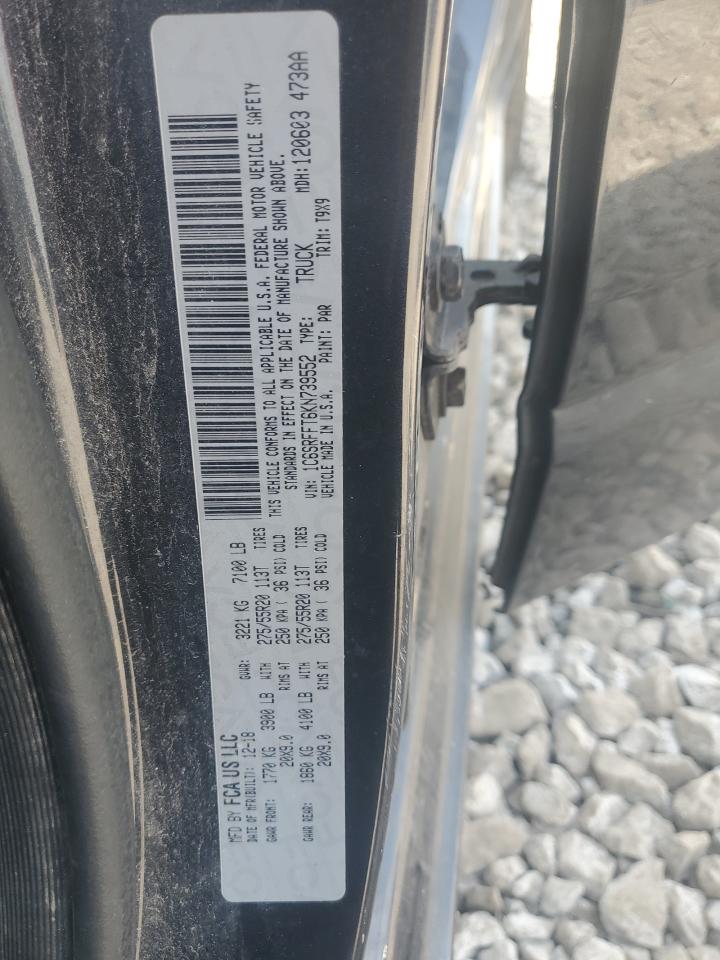 MFD BY FCA US LLC
DATE OF MFR(BUILT): 12-18 GVWR: 3221 KG 7100 LB
GAWR FRONT: 1770 KG 3900 LB WITH 275/55R20 113T TIRES
20X9.0 RIMS AT 250 KPA ( 36 PSI) COLD
GAWR REAR: 1860 KG 4100 LB WITH 275/55R20 113T TIRES
20X9.0 RIMS AT 250 KPA ( 36 PSI) COLD
THIS VEHICLE CONFORMS TO ALL APPLICABLE U.S.A. FEDERAL MOTOR VEHICLE SAFETY
STANDARDS IN EFFECT ON THE DATE OF MANUFACTURE SHOWN ABOVE.
VIN: 1C6SRFFT6KN739552 TYPE: TRUCK MDH: 120603 473AA
VEHICLE MADE IN U.S.A. PAINT: PAR TRIM: T9X9